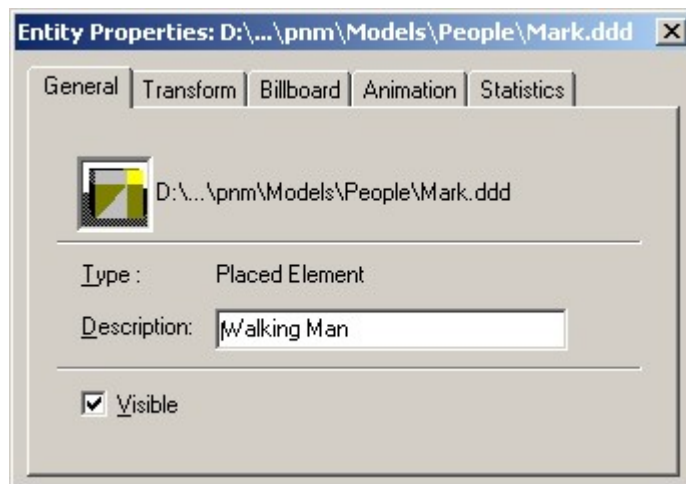 Entity Properties: D:\...\pnm\Models\People\Mark.ddd
General Transform Billboard Animation Statistics
D:\...\pnm\Models\People\Mark.ddd
Type : Placed Element
Description: Walking Man
Visible